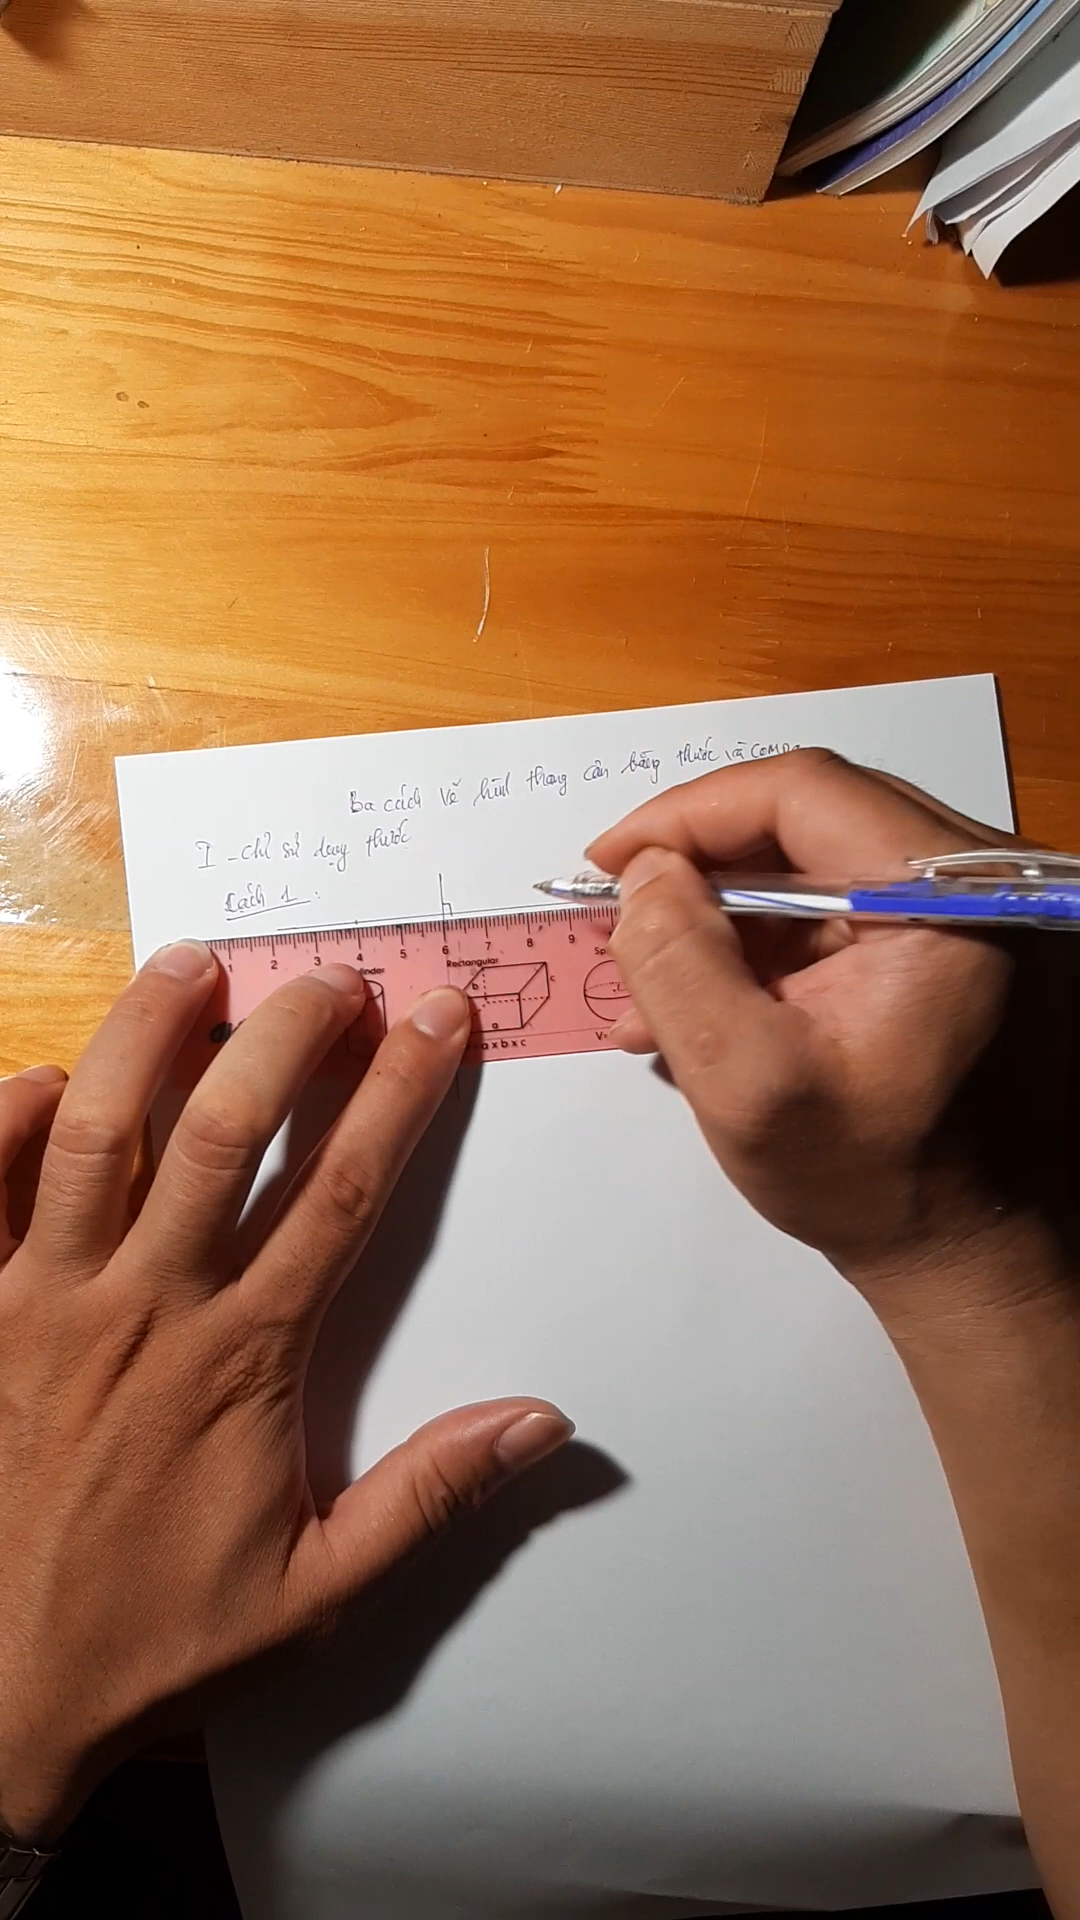 Ba cách vẽ hình thang cân bằng thước và compa
I - chỉ sử dụng thước
Cách 1 :
1 2 3 4 5 6 7 8 9
Rectangular
b
c
a
a x b x c